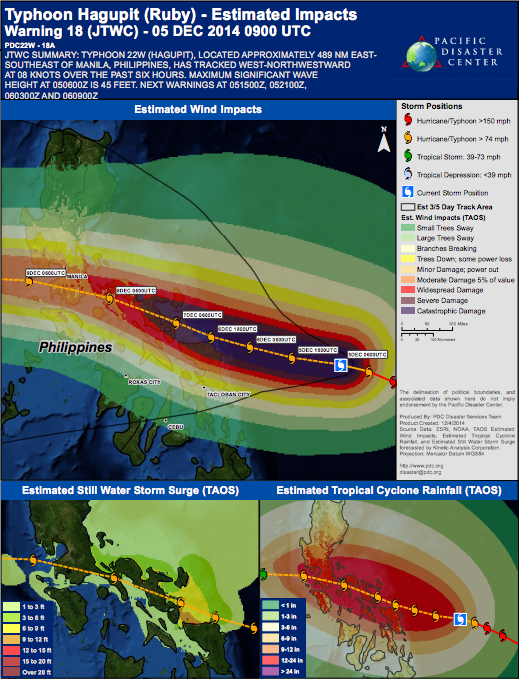 Typhoon Hagupit (Ruby) - Estimated Impacts
Warning 18 (JTWC) - 05 DEC 2014 0900 UTC
PDC22W - 18A
JTWC SUMMARY: TYPHOON 22W (HAGUPIT), LOCATED APPROXIMATELY 489 NM EAST-
SOUTHEAST OF MANILA, PHILIPPINES, HAS TRACKED WEST-NORTHWESTWARD
AT 08 KNOTS OVER THE PAST SIX HOURS. MAXIMUM SIGNIFICANT WAVE
HEIGHT AT 050600Z IS 45 FEET. NEXT WARNINGS AT 051500Z, 052100Z,
060300Z AND 060900Z
PACIFIC
DISASTER
CENTER
Estimated Wind Impacts
N
9DEC 0600UTC
MANILA
8DEC 0600UTC
7DEC 0600UTC
6DEC 1800UTC
6DEC 0600UTC
5DEC 1800UTC
5DEC 0600UTC
Philippines
ROXAS CITY
TACLOBAN CITY
CEBU
Storm Positions
Hurricane/Typhoon >150 mph
Hurricane/Typhoon > 74 mph
Tropical Storm: 39-73 mph
Tropical Depression: <39 mph
Current Storm Position
Est 3/5 Day Track Area
Est. Wind Impacts (TAOS)
Small Trees Sway
Large Trees Sway
Branches Breaking
Trees Down; some power loss
Minor Damage; power out
Moderate Damage 5% of value
Widespread Damage
Severe Damage
Catastrophic Damage
0 50 100 Miles
0 50 100 Kilometers
The delineation of political boundaries, and
associated data shown here do not imply
endorsement by the Pacific Disaster Center.
Produced By: PDC Disaster Services Team
Product Created: 12/4/2014
Source Data: ESRI, NOAA, TAOS Estimated
Wind Impacts, Estimated Tropical Cyclone
Rainfall, and Estimated Still Water Storm Surge
forecasted by Kinetic Analysis Corporation
Projection: Mercator Datum WGS84
http://www.pdc.org
disaster@pdc.org
Estimated Still Water Storm Surge (TAOS)
1 to 3 ft
3 to 6 ft
6 to 9 ft
9 to 12 ft
12 to 15 ft
15 to 20 ft
Over 20 ft
Estimated Tropical Cyclone Rainfall (TAOS)
< 1 in
1-3 in
3-6 in
6-9 in
9-12 in
12-24 in
> 24 in